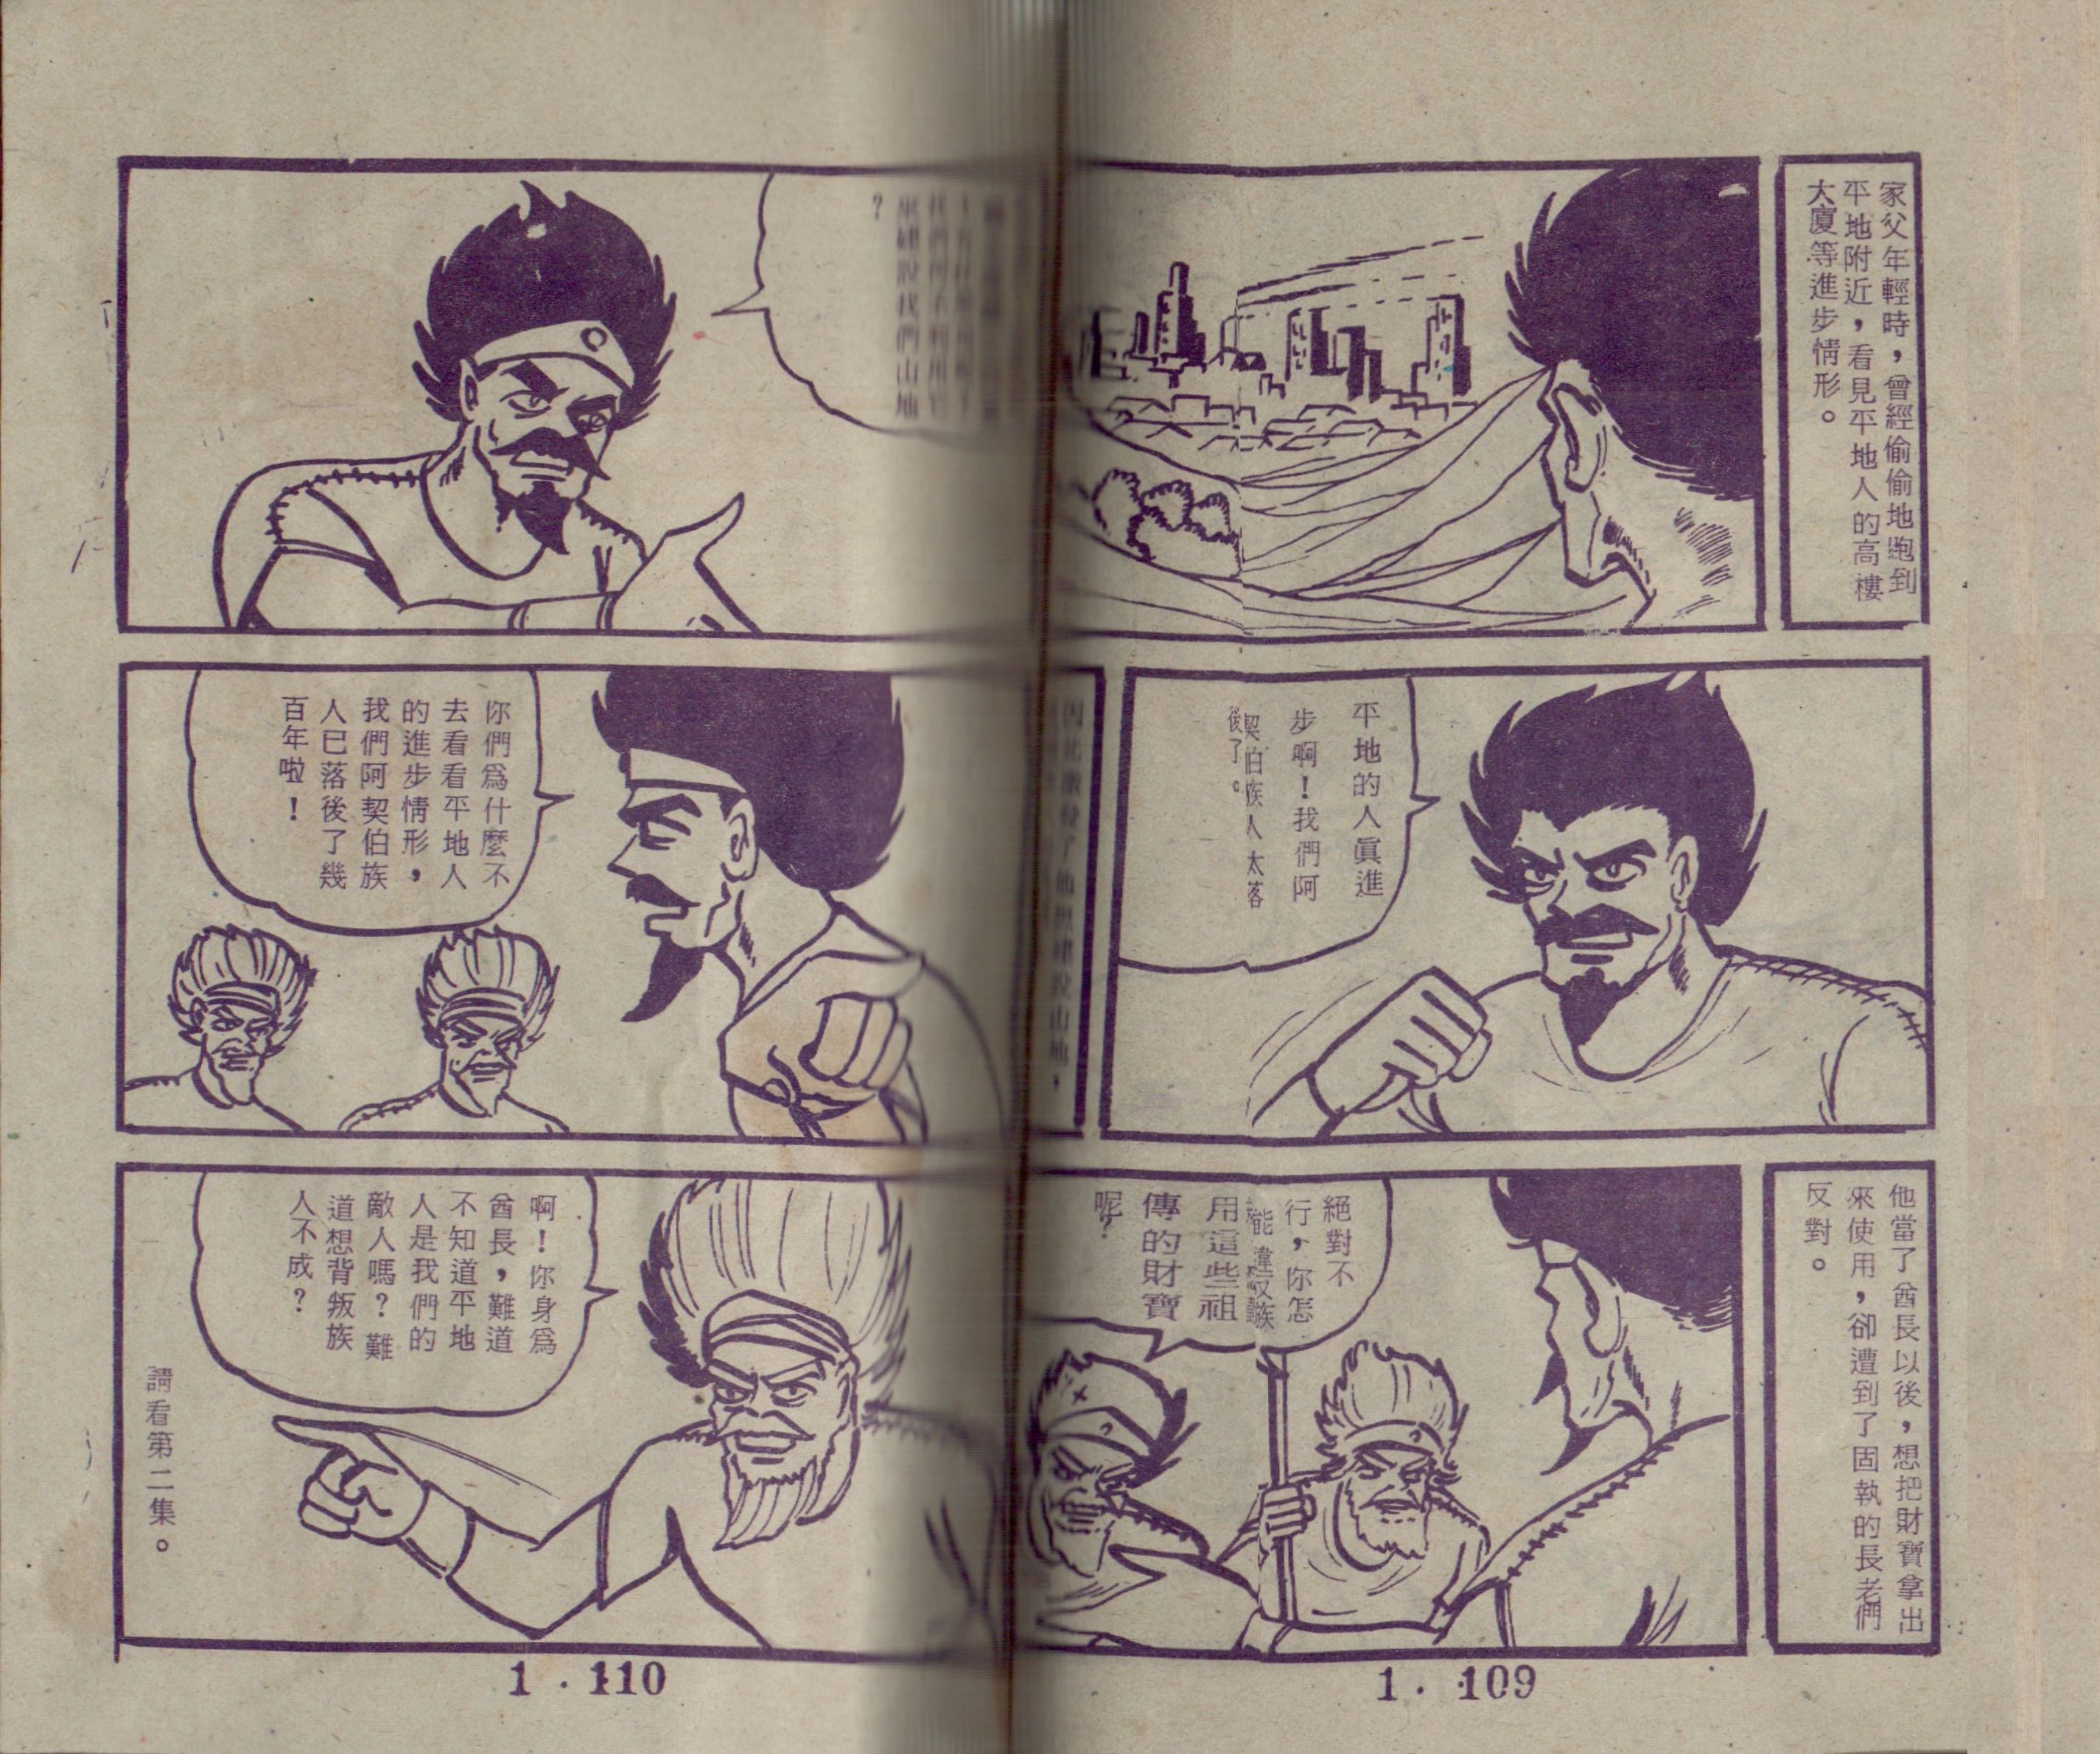 家父年輕時，曾經偷偷地跑到
平地附近，看見平地人的高樓
大廈等進步情形。
平地的人眞進
步啊！我們阿
契伯族人太落
後了。
他當了酋長以後，想把財寶拿出
來使用，卻遭到了固執的長老們
反對。
絕對不
行，你怎
能違
用這些祖
傳的財寶
呢？
1．109
來建設我們山地
？
你們爲什麼不
去看看平地人
的進步情形，
我們阿契伯族
人已落後了幾
百年啦！
啊！你身爲
酋長，難道
不知道平地
人是我們的
敵人嗎？難
道想背叛族
人不成？
請看第二集。
1．110